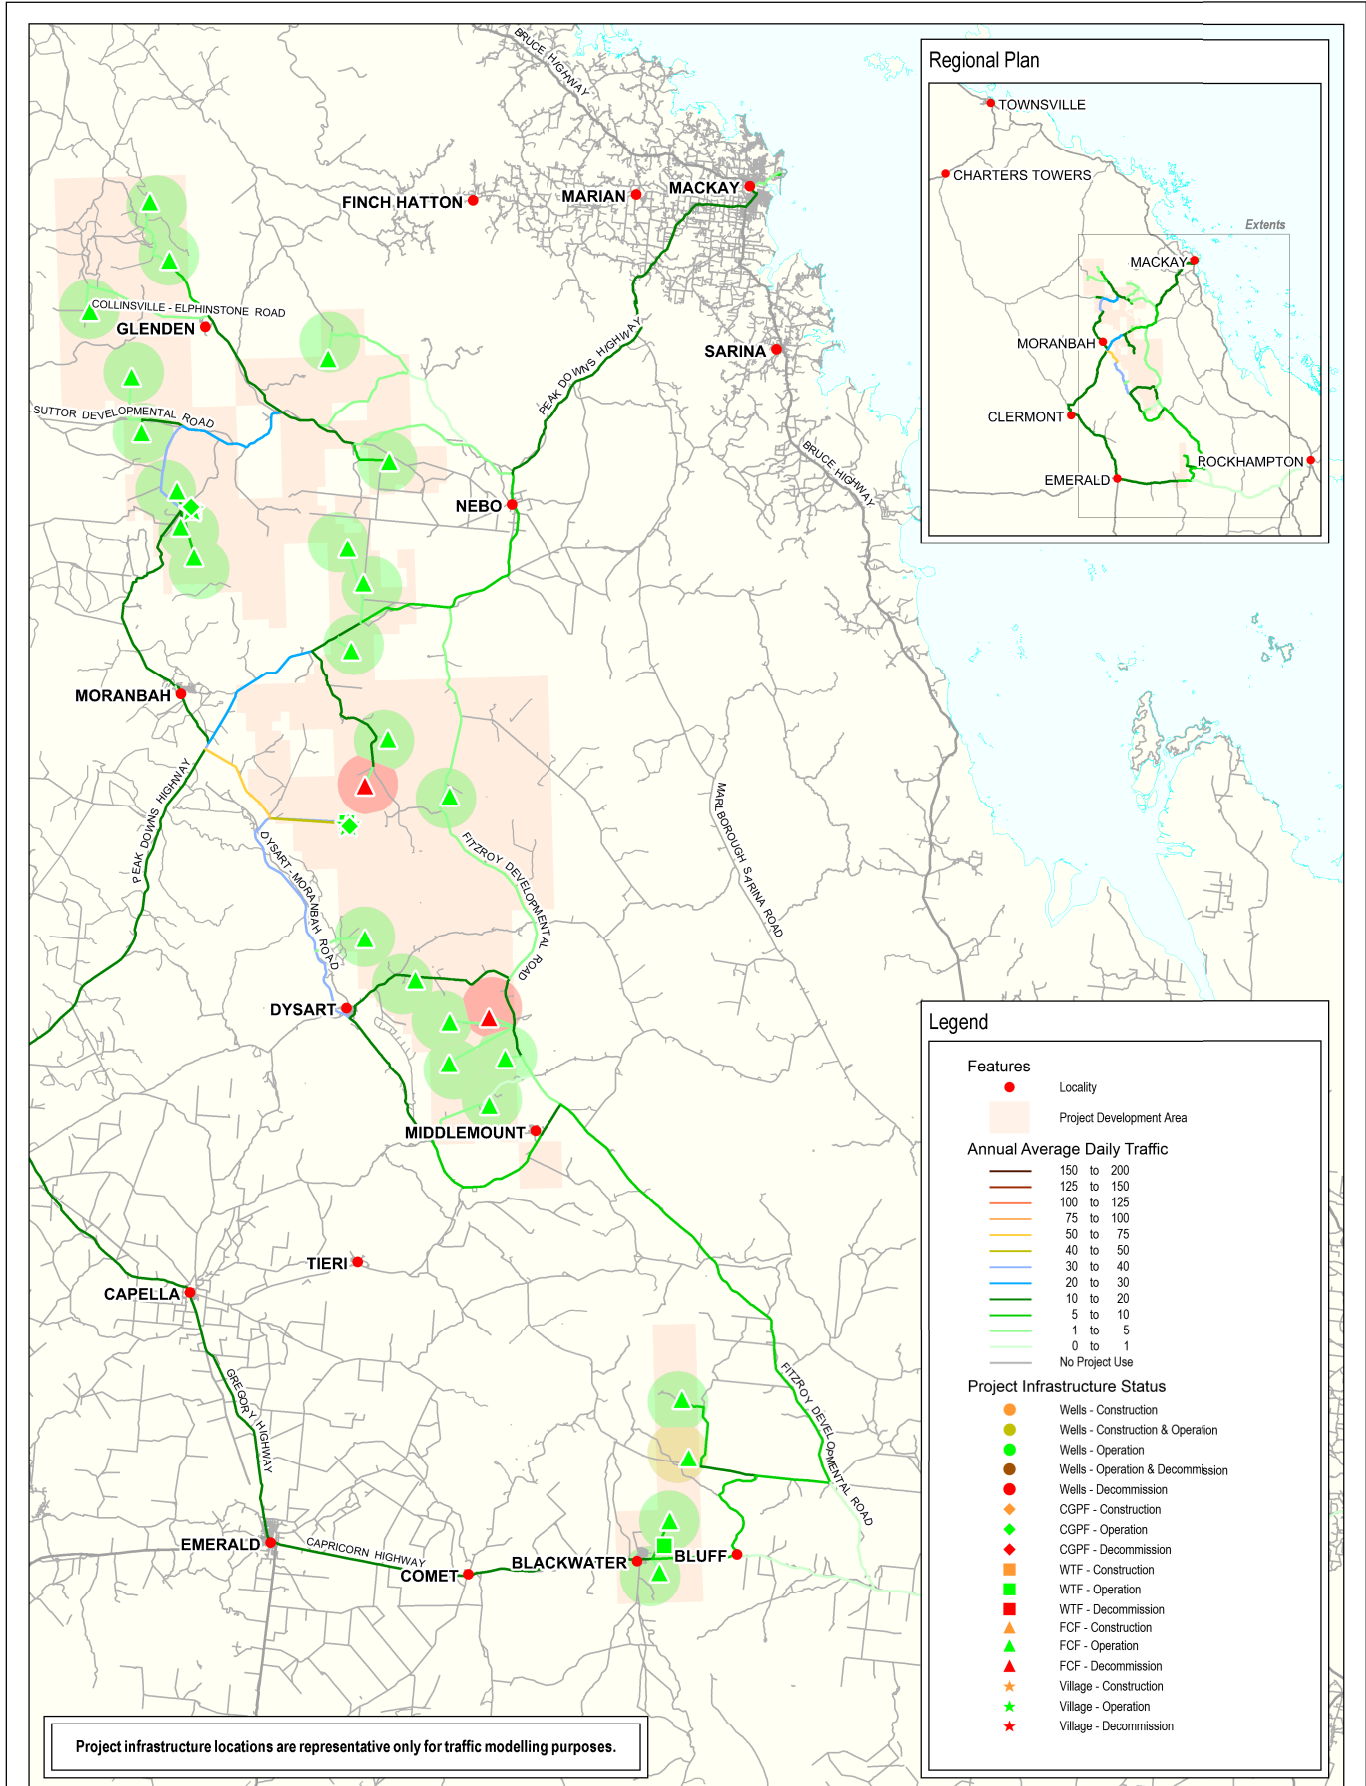 BRUCE HIGHWAY
FINCH HATTON
MARIAN
MACKAY
COLLINSVILLE - ELPHINSTONE ROAD
GLENDEN
PEAK DOWNS HIGHWAY
SARINA
SUTTOR DEVELOPMENTAL ROAD
BRUCE HIGHWAY
NEBO
MORANBAH
PEAK DOWNS HIGHWAY
DYSART-MORANBAH ROAD
FITZROY DEVELOPMENTAL ROAD
MARLBOROUGH SARINA ROAD
DYSART
MIDDLEMOUNT
TIERI
CAPELLA
GREGORY HIGHWAY
FITZROY DEVELOPMENTAL ROAD
EMERALD
CAPRICORN HIGHWAY
COMET
BLACKWATER
BLUFF
Project infrastructure locations are representative only for traffic modelling purposes.
Regional Plan
TOWNSVILLE
CHARTERS TOWERS
Extents
MACKAY
MORANBAH
CLERMONT
ROCKHAMPTON
EMERALD
Legend
Features
Locality
Project Development Area
Annual Average Daily Traffic
150 to 200
125 to 150
100 to 125
75 to 100
50 to 75
40 to 50
30 to 40
20 to 30
10 to 20
5 to 10
1 to 5
0 to 1
No Project Use
Project Infrastructure Status
Wells - Construction
Wells - Construction & Operation
Wells - Operation
Wells - Operation & Decommission
Wells - Decommission
CGPF - Construction
CGPF - Operation
CGPF - Decommission
WTF - Construction
WTF - Operation
WTF - Decommission
FCF - Construction
FCF - Operation
FCF - Decommission
Village - Construction
Village - Operation
Village - Decommission